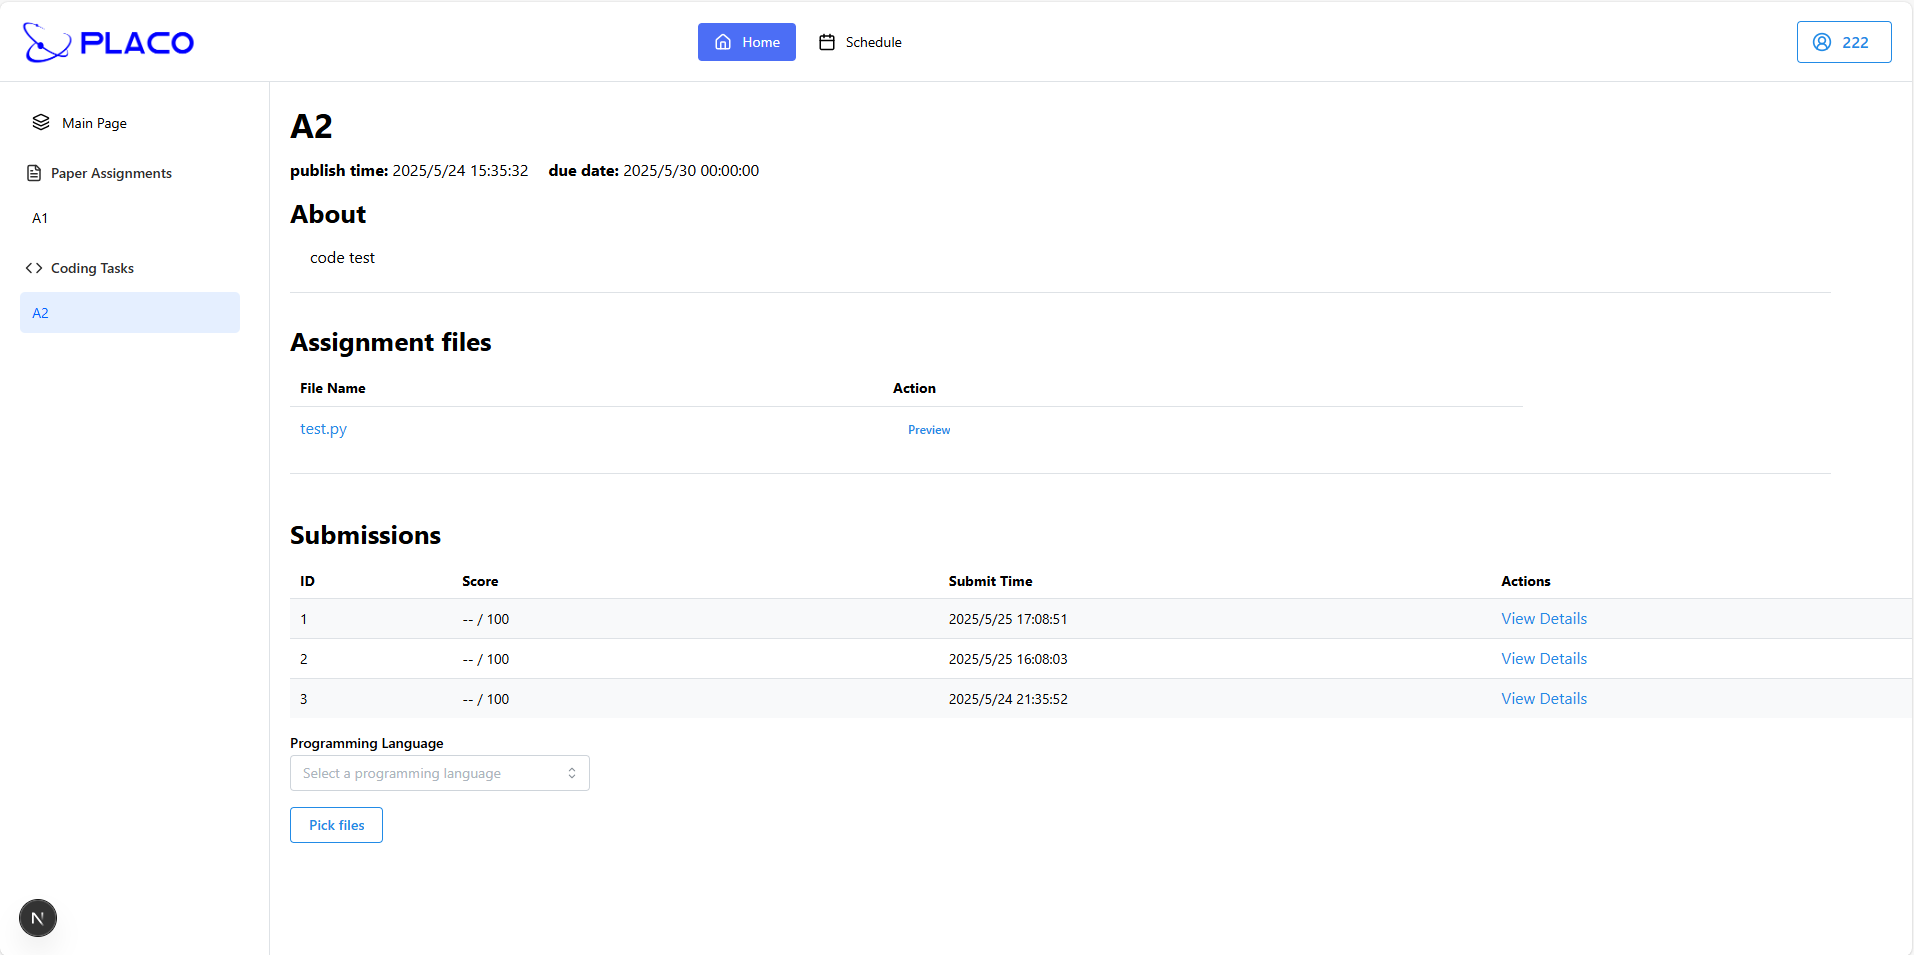 PLACO
Home
Schedule
222
Main Page
Paper Assignments
A1
Coding Tasks
A2
A2
publish time: 2025/5/24 15:35:32 due date: 2025/5/30 00:00:00
About
code test
Assignment files
File Name Action
test.py Preview
Submissions
ID Score Submit Time Actions
1 -- / 100 2025/5/25 17:08:51 View Details
2 -- / 100 2025/5/25 16:08:03 View Details
3 -- / 100 2025/5/24 21:35:52 View Details
Programming Language
Select a programming language
Pick files
N